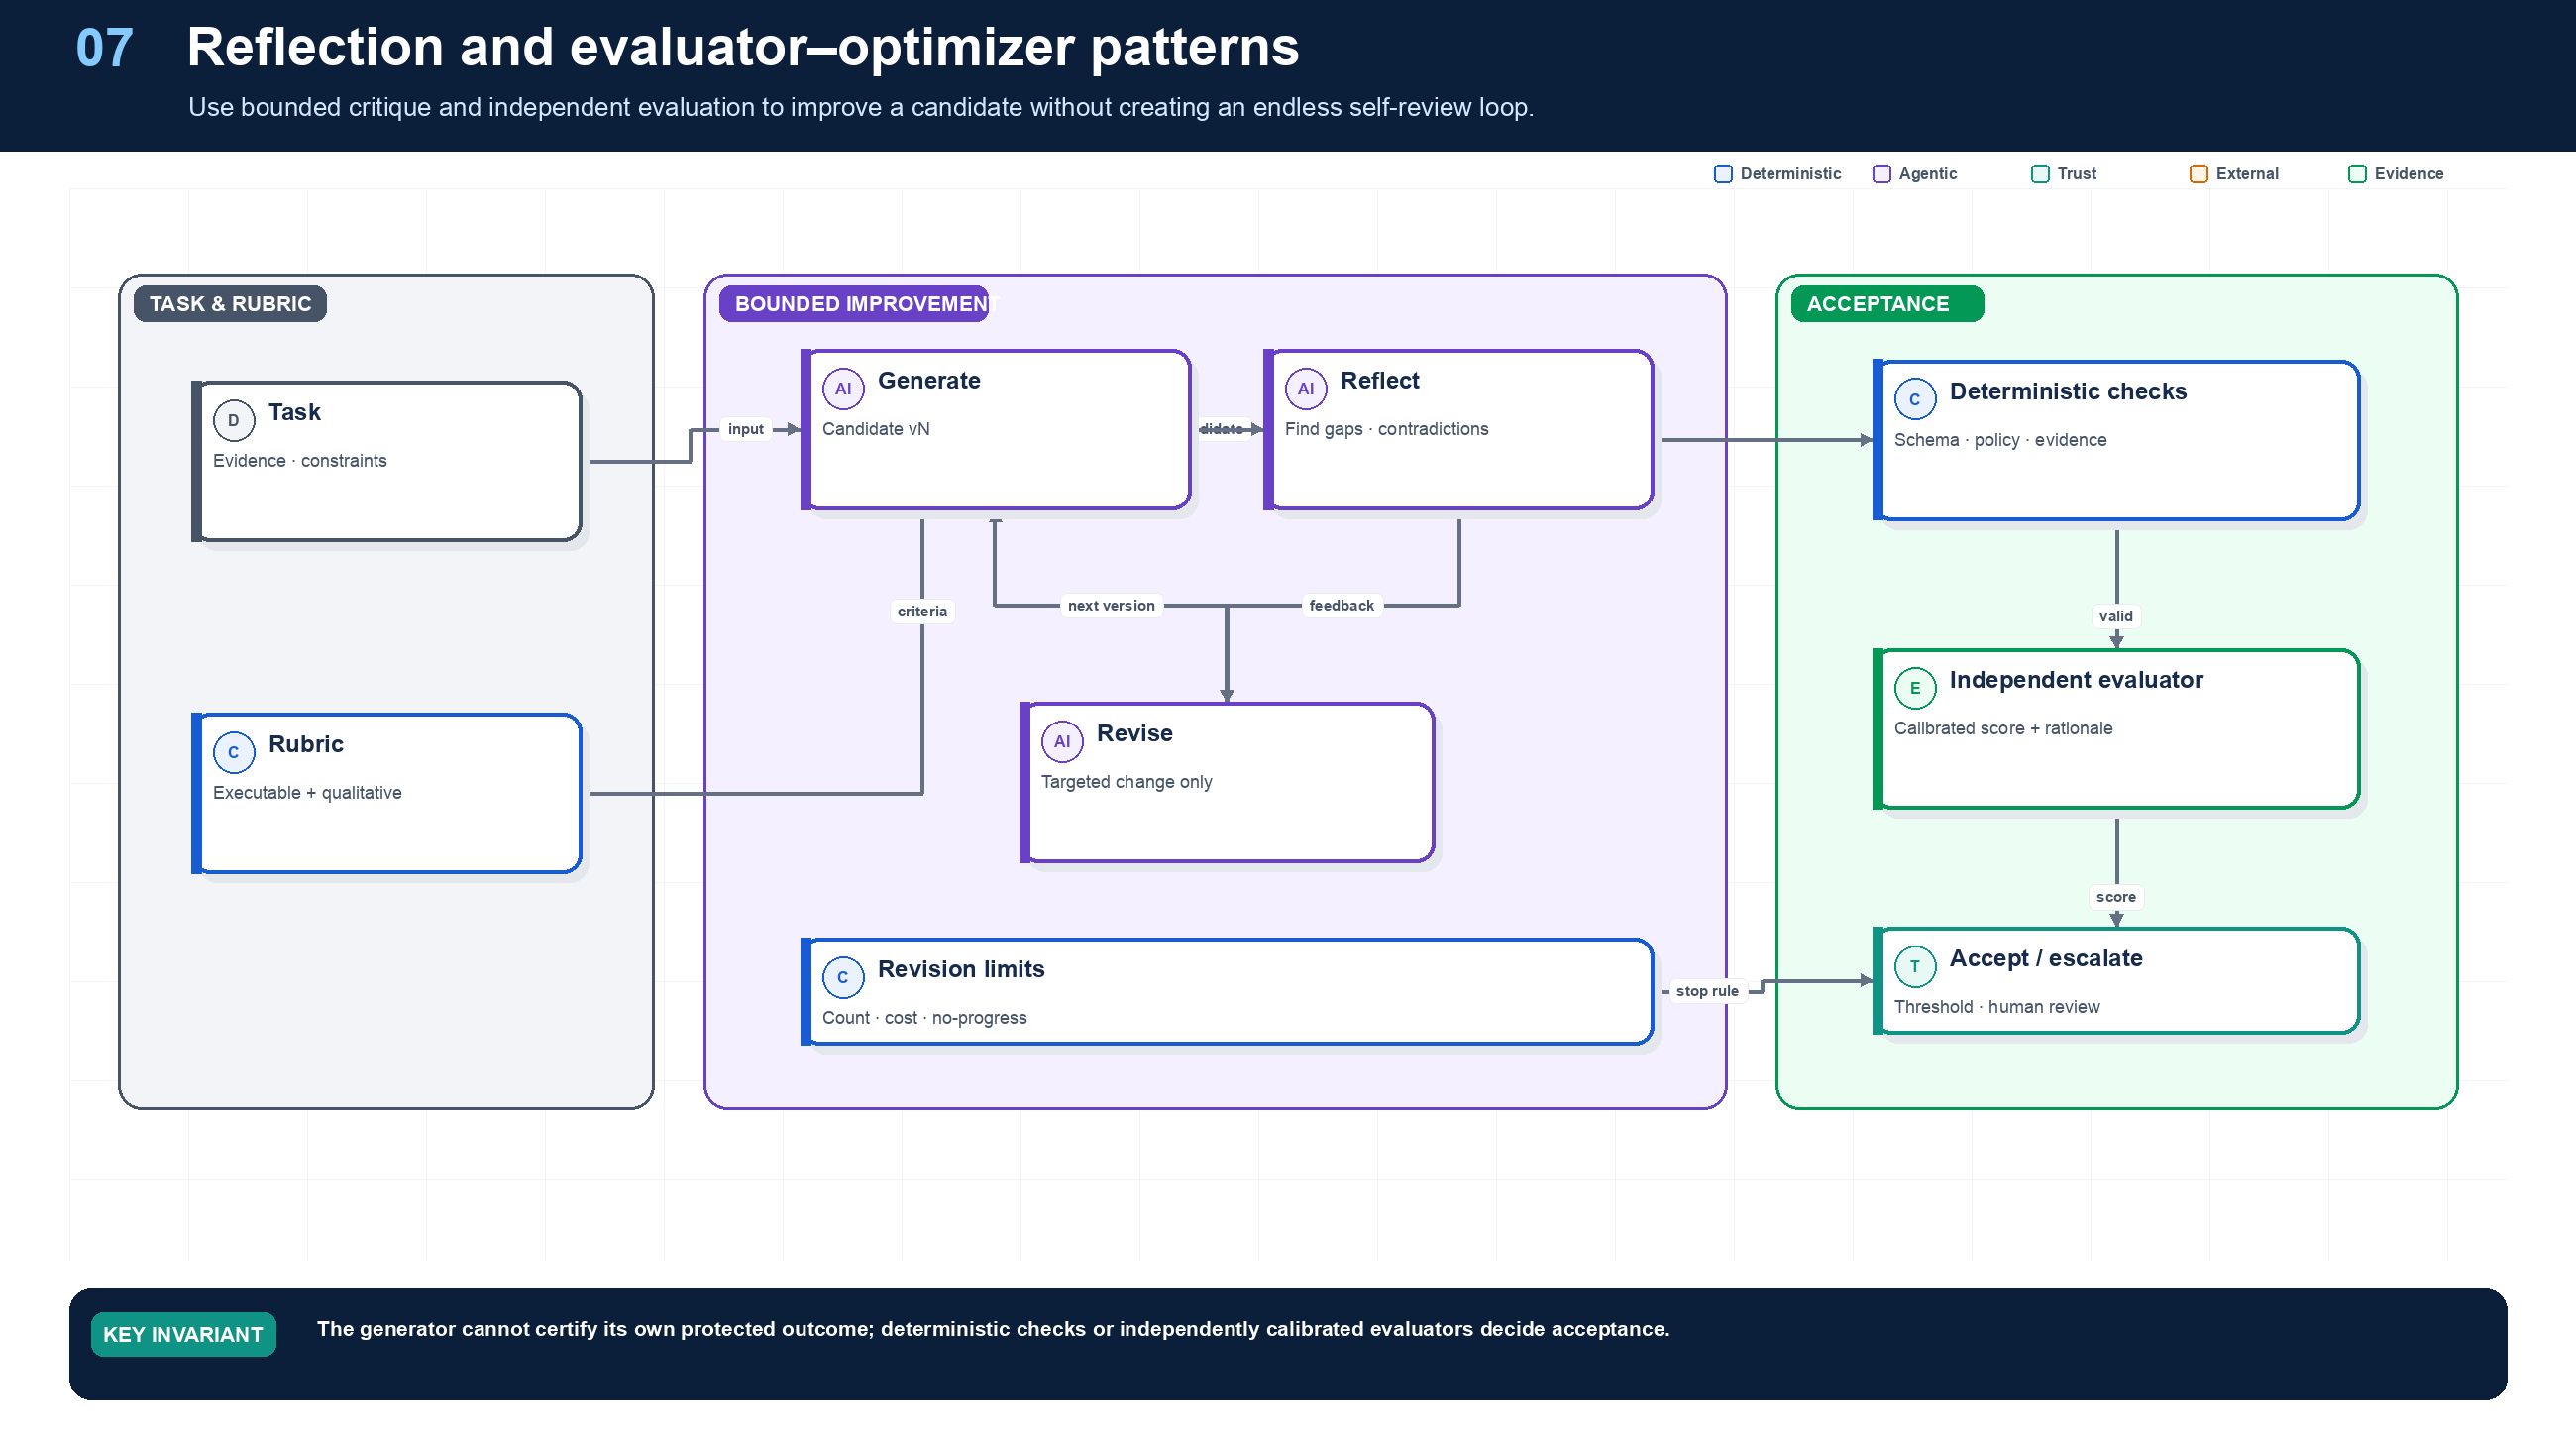 07 Reflection and evaluator–optimizer patterns
Use bounded critique and independent evaluation to improve a candidate without creating an endless self-review loop.
Deterministic Agentic Trust External Evidence
TASK & RUBRIC
D Task
Evidence · constraints
C Rubric
Executable + qualitative
input
criteria
BOUNDED IMPROVEMENT
AI Generate
Candidate vN
AI Reflect
Find gaps · contradictions
next version
feedback
AI Revise
Targeted change only
C Revision limits
Count · cost · no-progress
stop rule
ACCEPTANCE
C Deterministic checks
Schema · policy · evidence
valid
E Independent evaluator
Calibrated score + rationale
score
T Accept / escalate
Threshold · human review
KEY INVARIANT
The generator cannot certify its own protected outcome; deterministic checks or independently calibrated evaluators decide acceptance.